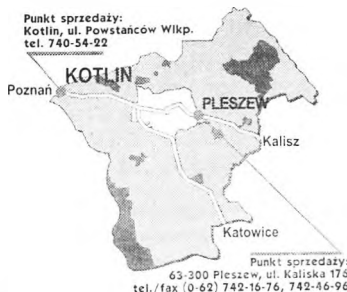 Punkt sprzedaży:
Kotlin, ul. Powstańców Wlkp.
tel. 740-54-22
KOTLIN
Poznań
PLESZEW
Kalisz
Katowice
Punkt sprzedaży:
63-300 Pleszew, ul. Kaliska 176
tel./fax (0-62) 742-16-76, 742-46-96